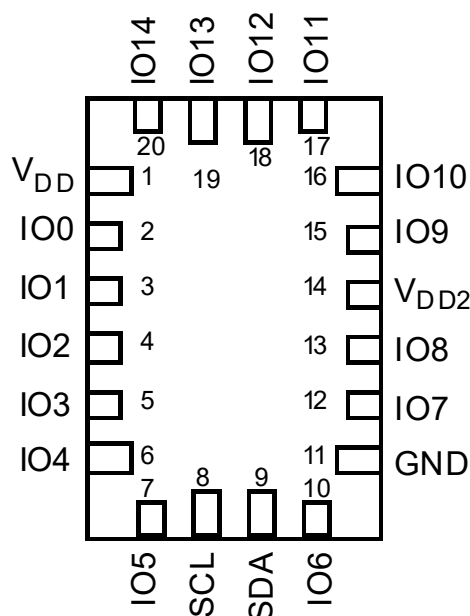 IO14 IO13 IO12 IO11
20 19 18 17
VDD 1 16 IO10
IO0 2 15 IO9
IO1 3 14 VDD2
IO2 4 13 IO8
IO3 5 12 IO7
IO4 6 11 GND
7 8 9 10
IO5 SCL SDA IO6